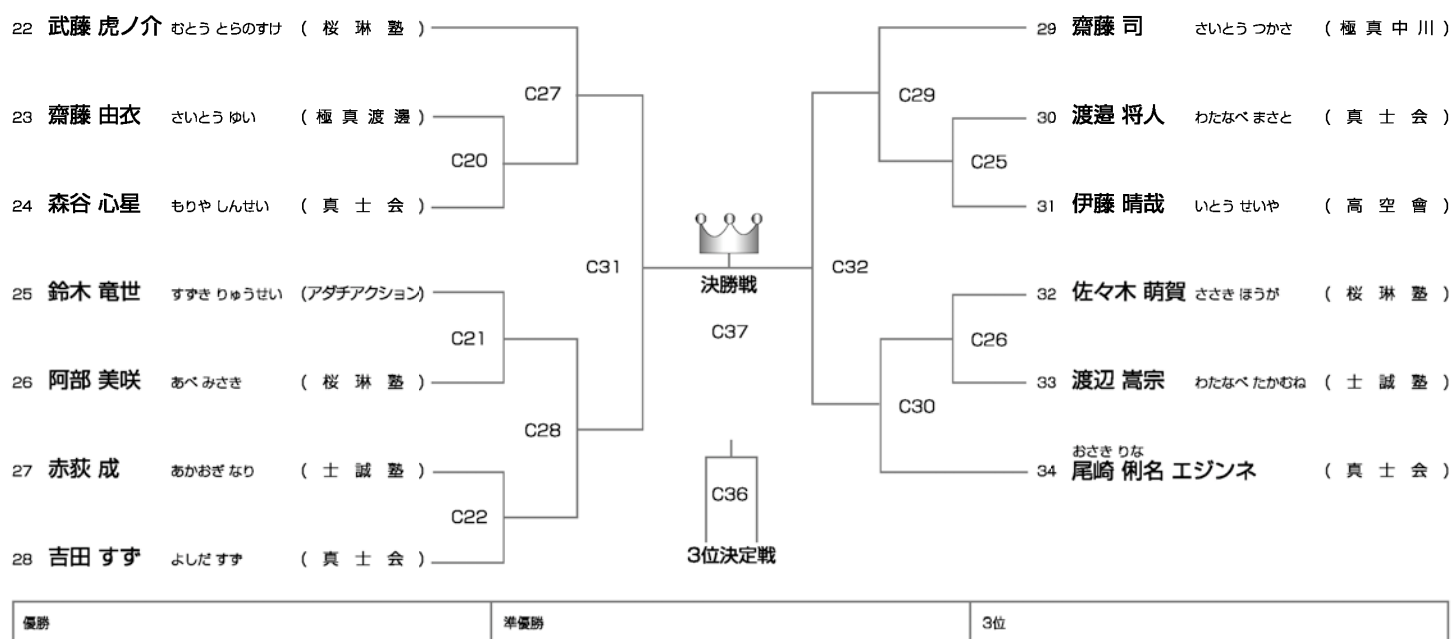 22 武藤 虎ノ介 むとう とらのすけ (桜琳塾)
C27
23 齋藤 由衣 さいとう ゆい (極真渡邊)
C20
24 森谷 心星 もりや しんせい (真士会)
C31
25 鈴木 竜世 すずき りゅうせい (アダチアクション)
C21
26 阿部 美咲 あべ みさき (桜琳塾)
C28
27 赤荻 成 あかおぎ なり (士誠塾)
C22
28 吉田 すず よしだ すず (真士会)
決勝戦
C37
C36
3位決定戦
29 齋藤 司 さいとう つかさ (極真中川)
C29
30 渡邉 将人 わたなべ まさと (真士会)
C25
31 伊藤 晴哉 いとう せいや (高空會)
C32
32 佐々木 萌賀 ささき ほうが (桜琳塾)
C26
33 渡辺 嵩宗 わたなべ たかむね (士誠塾)
C30
おさき りな
34 尾崎 俐名 エジンネ (真士会)
優勝 準優勝 3位